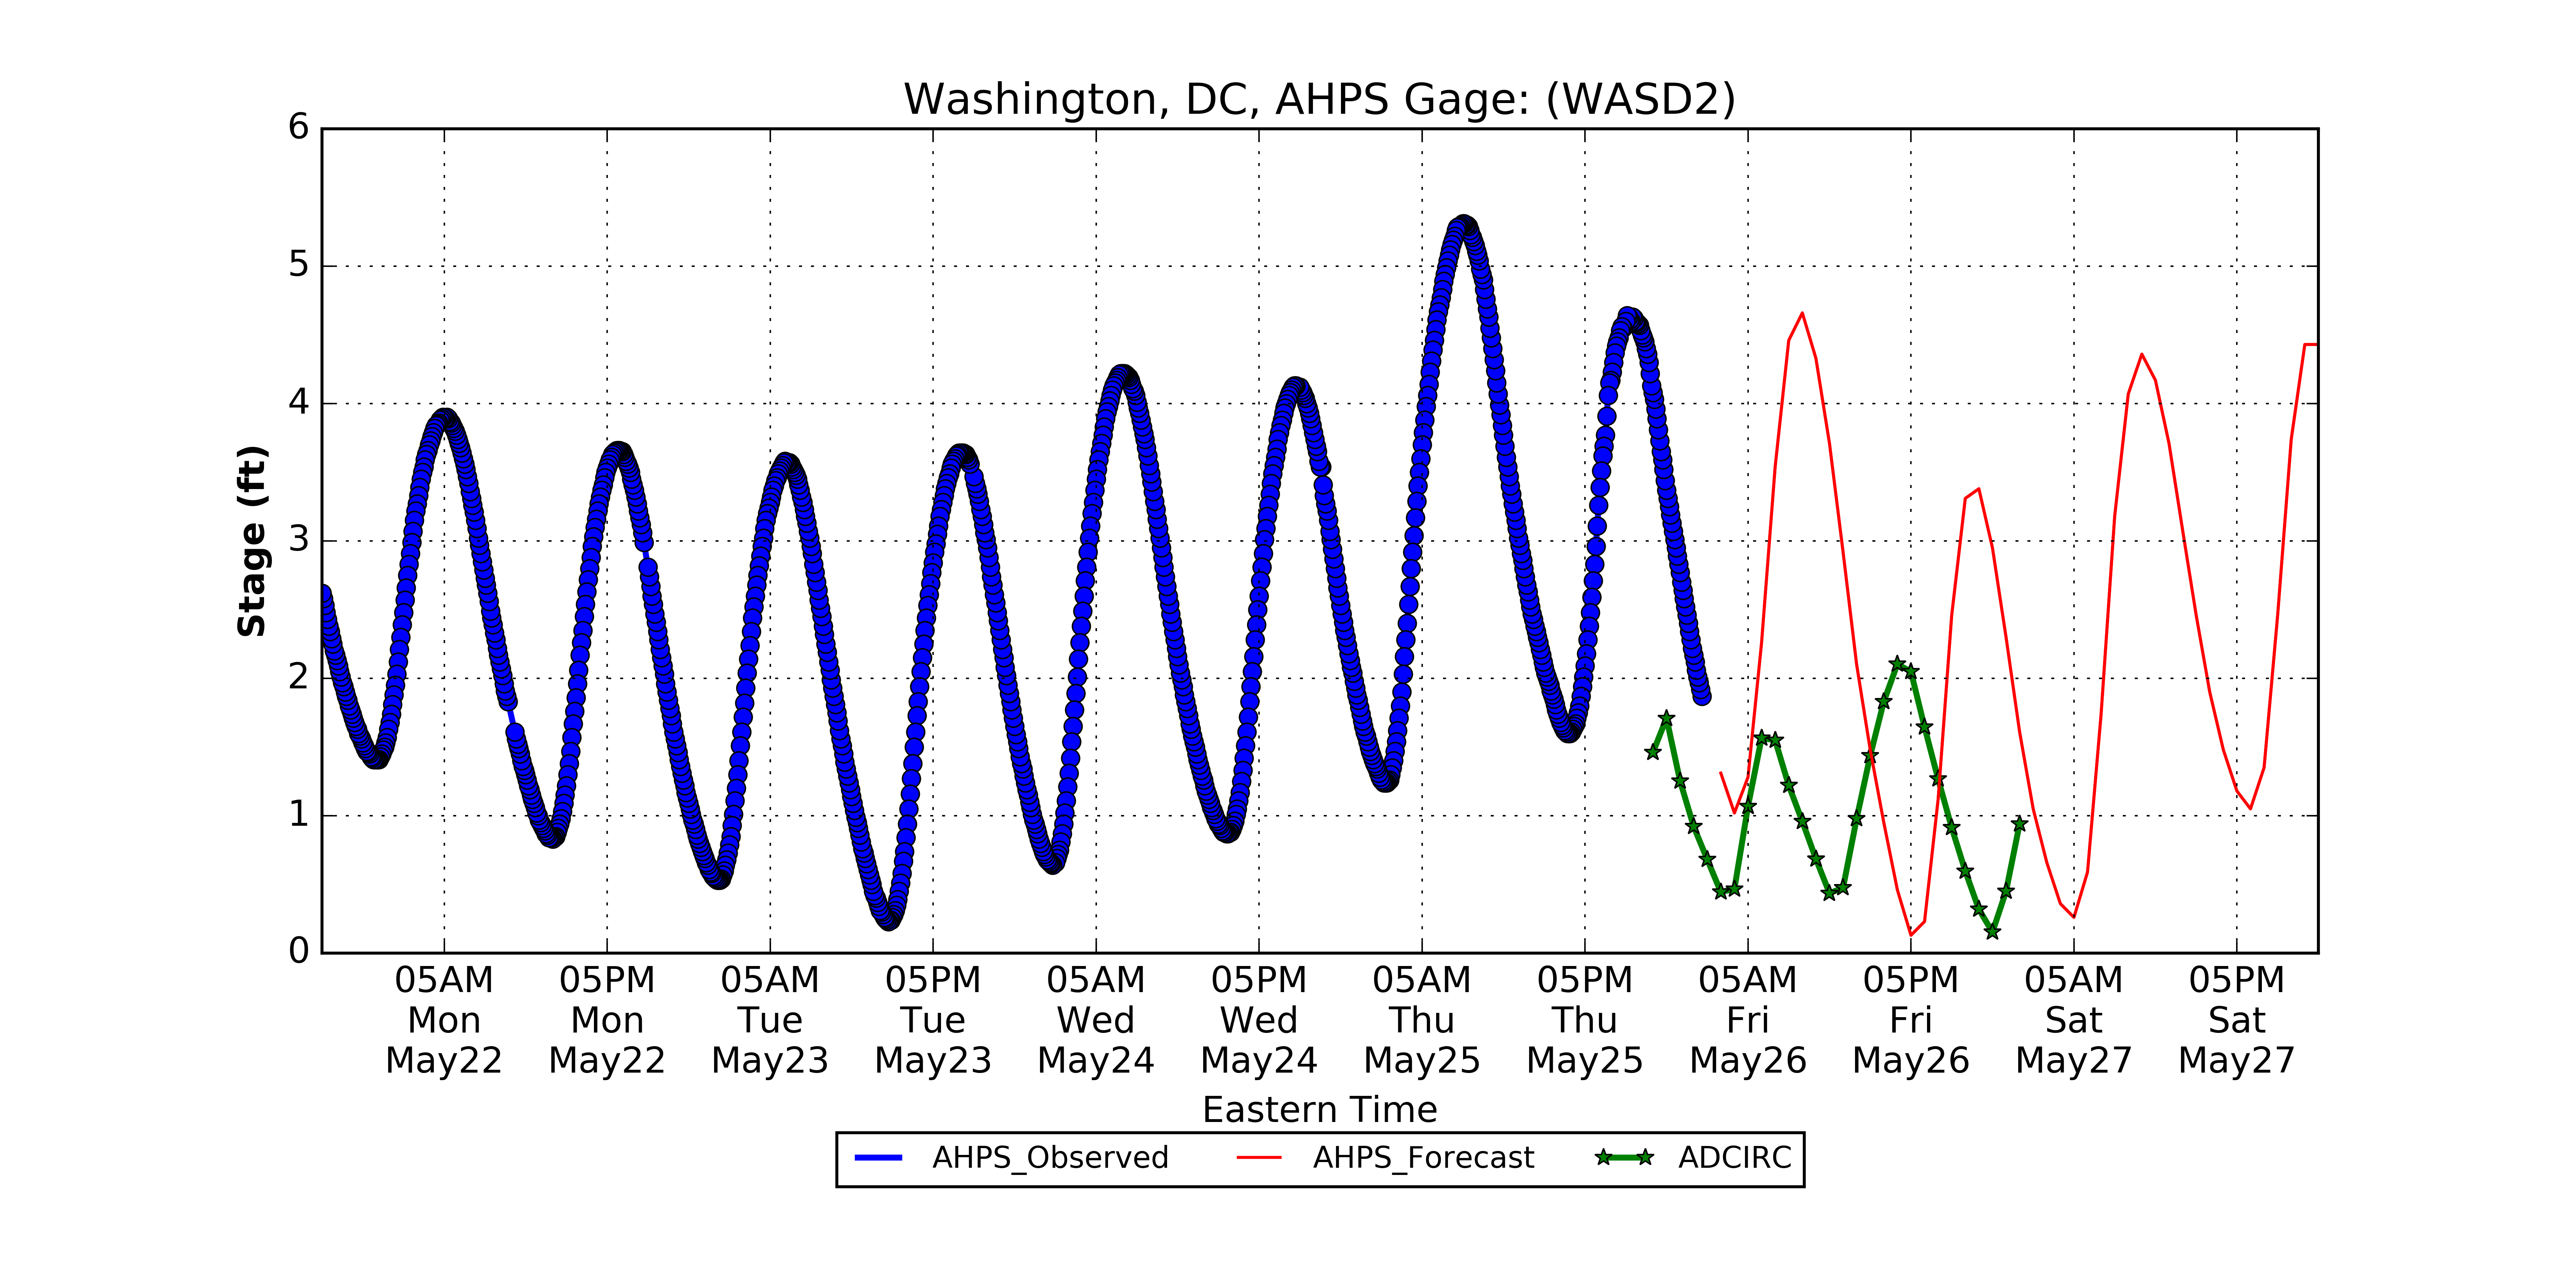 Washington, DC, AHPS Gage: (WASD2)
6
5
4
3
2
1
0
Stage (ft)
05AM 05PM 05AM 05PM 05AM 05PM 05AM 05PM 05AM 05PM 05AM 05PM
Mon Mon Tue Tue Wed Wed Thu Thu Fri Fri Sat Sat
May22 May22 May23 May23 May24 May24 May25 May25 May26 May26 May27 May27
Eastern Time
AHPS_Observed AHPS_Forecast ADCIRC